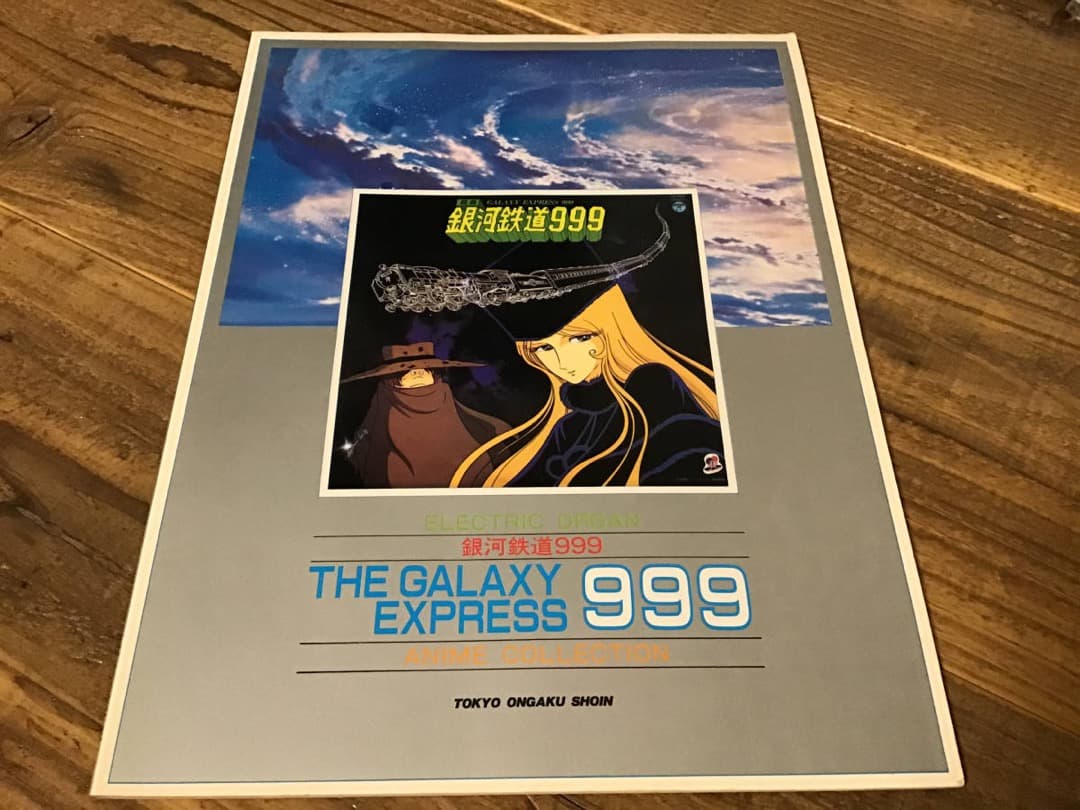 GALAXY EXPRESS 999
銀河鉄道999
ELECTRIC ORGAN
銀河鉄道999
THE GALAXY
EXPRESS 999
ANIME COLLECTION
TOKYO ONGAKU SHOIN